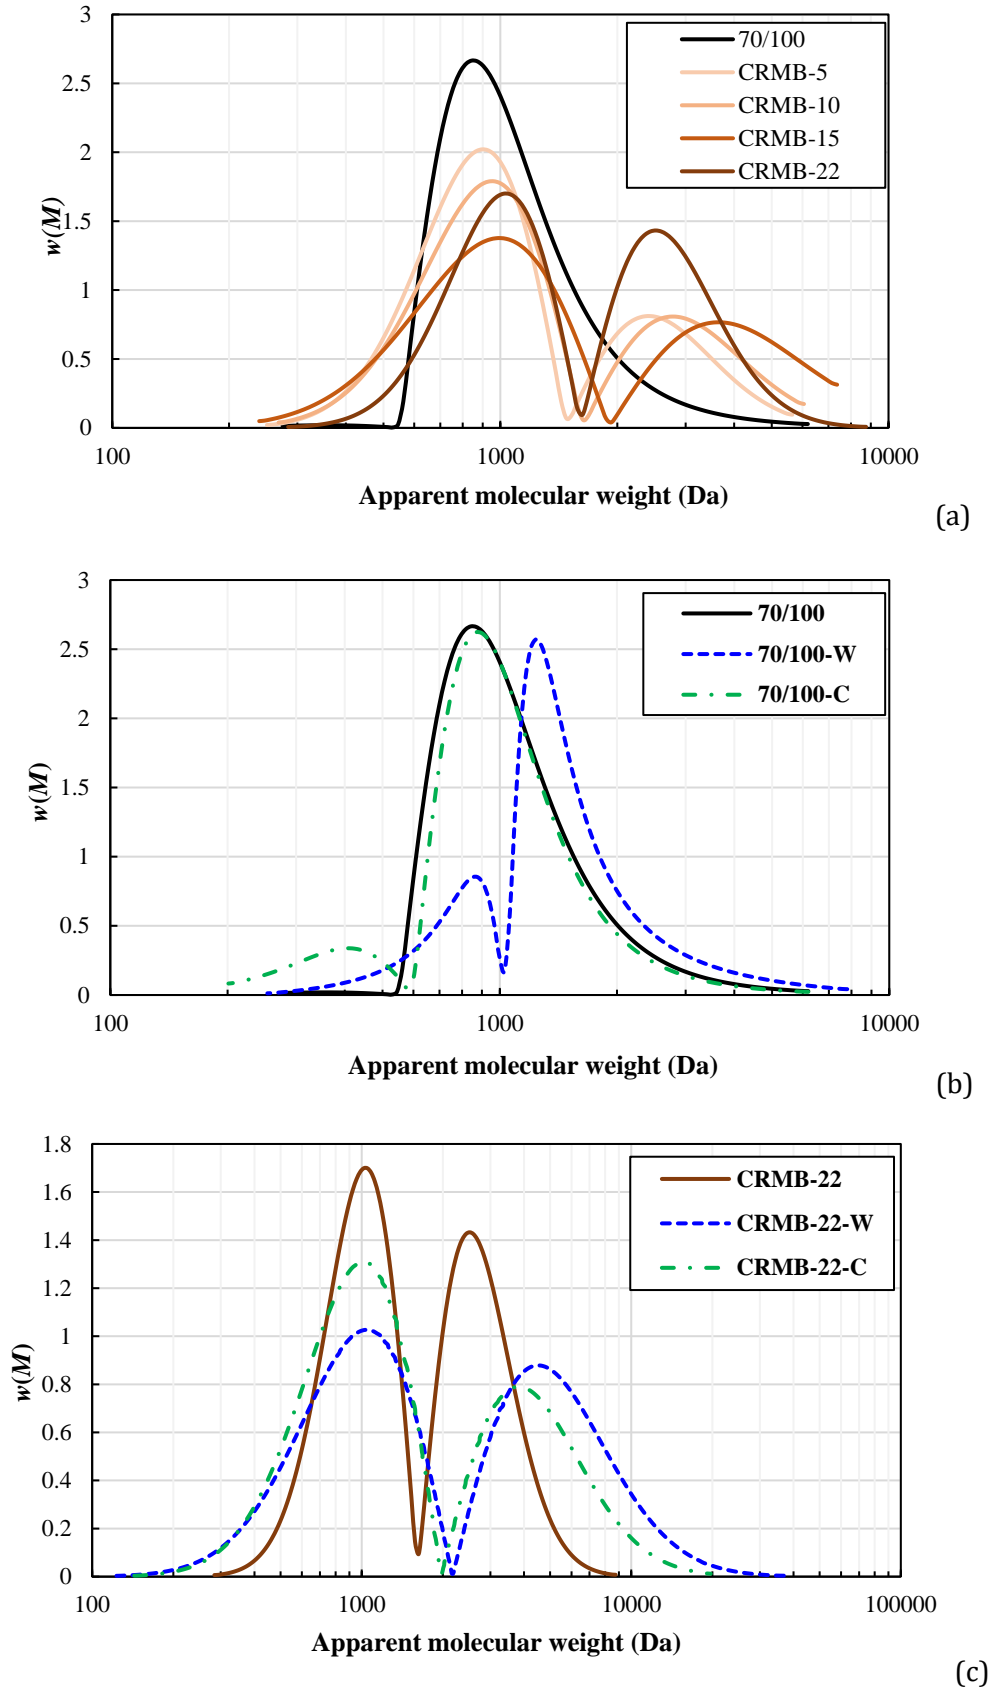 3
2.5
2
1.5
1
0.5
0
w(M)
70/100
CRMB-5
CRMB-10
CRMB-15
CRMB-22
100
1000
10000
Apparent molecular weight (Da)
(a)
3
2.5
2
1.5
1
0.5
0
w(M)
70/100
70/100-W
70/100-C
100
1000
10000
Apparent molecular weight (Da)
(b)
1.8
1.6
1.4
1.2
1
0.8
0.6
0.4
0.2
0
w(M)
CRMB-22
CRMB-22-W
CRMB-22-C
100
1000
10000
100000
Apparent molecular weight (Da)
(c)